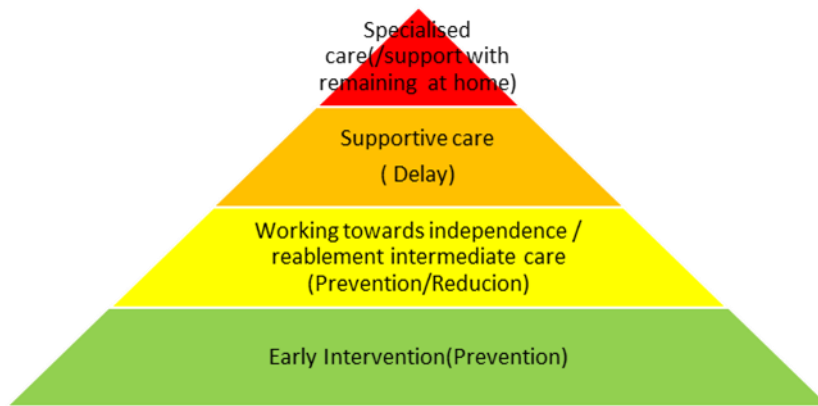 Specialised
care(/support with
remaining at home)
Supportive care
( Delay)
Working towards independence /
reablement intermediate care
(Prevention/Reducion)
Early Intervention(Prevention)